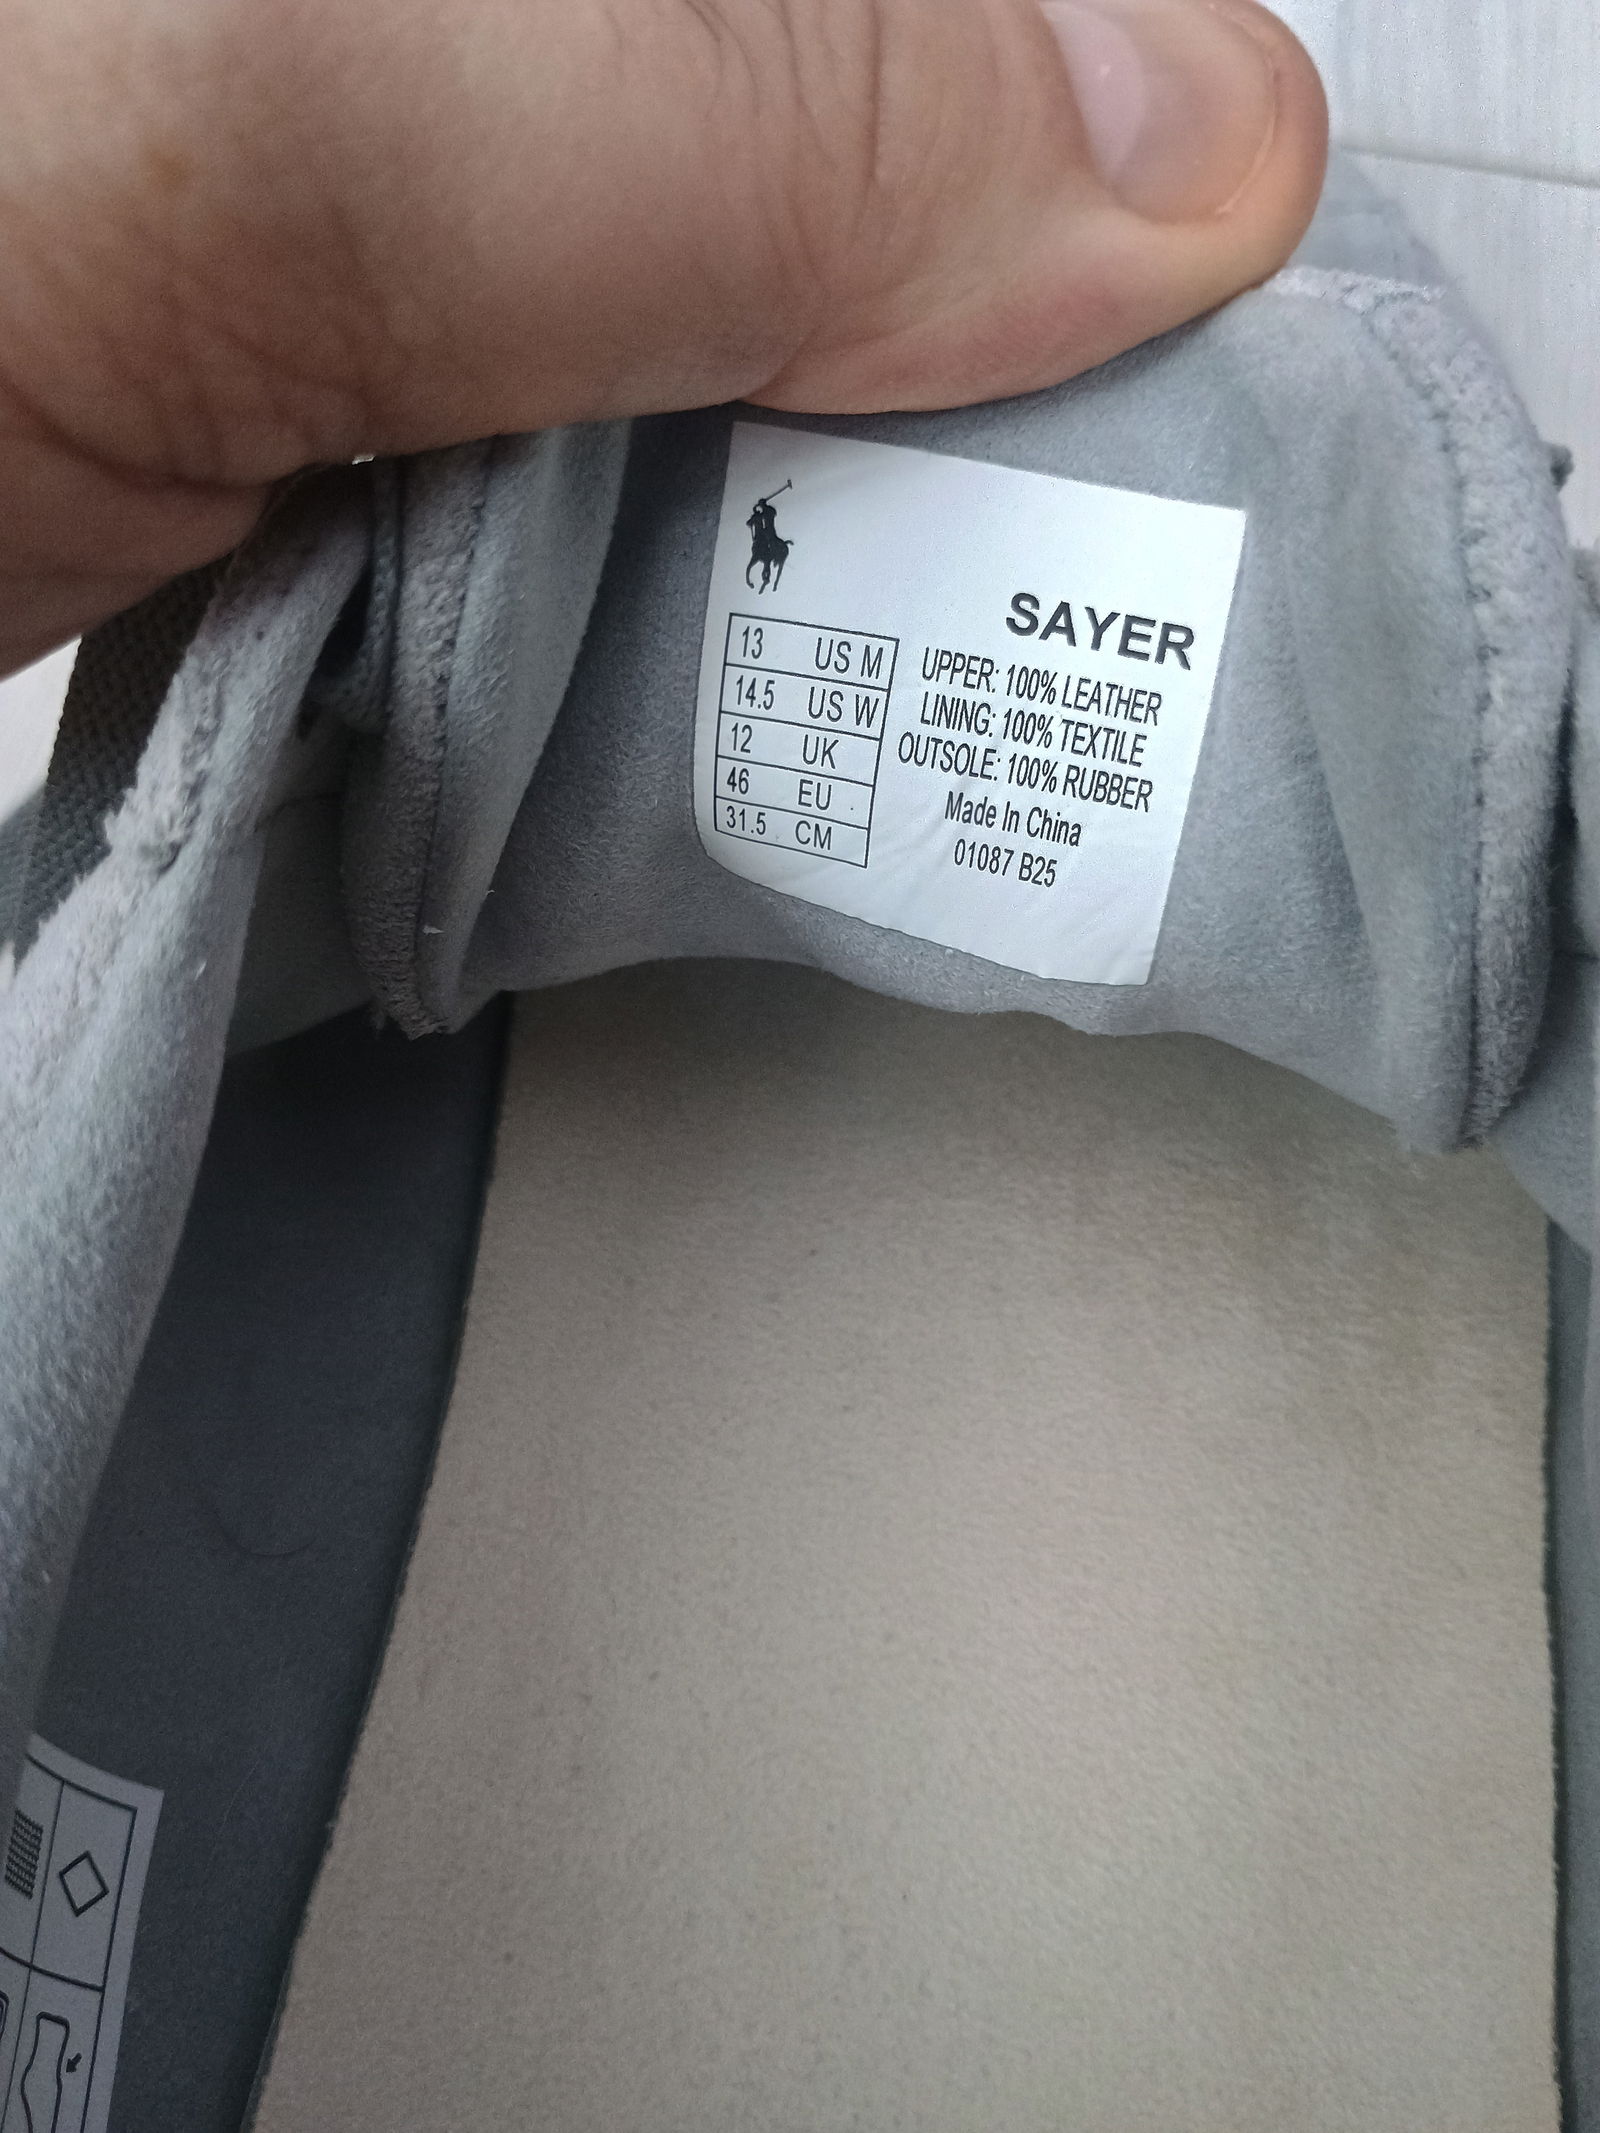 SAYER
13 US M
14.5 US W
12 UK
46 EU
31.5 CM
UPPER: 100% LEATHER
LINING: 100% TEXTILE
OUTSOLE: 100% RUBBER
Made In China
01087 B25